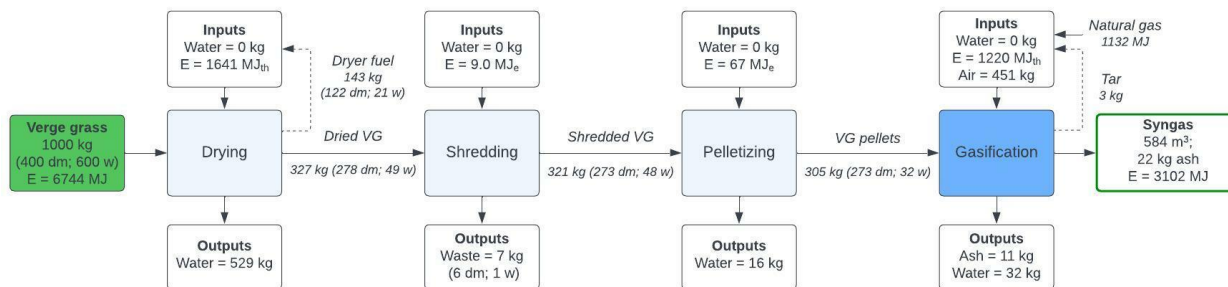 Inputs
Water = 0 kg
E = 1641 MJth
Dryer fuel
143 kg
(122 dm; 21 w)
Inputs
Water = 0 kg
E = 9.0 MJe
Inputs
Water = 0 kg
E = 67 MJe
Inputs
Water = 0 kg
E = 1220 MJth
Air = 451 kg
Natural gas
1132 MJ
Tar
3 kg
Verge grass
1000 kg
(400 dm; 600 w)
E = 6744 MJ
Drying
Dried VG
327 kg (278 dm; 49 w)
Shredding
Shredded VG
321 kg (273 dm; 48 w)
Pelletizing
VG pellets
305 kg (273 dm; 32 w)
Gasification
Syngas
584 m³;
22 kg ash
E = 3102 MJ
Outputs
Water = 529 kg
Outputs
Waste = 7 kg
(6 dm; 1 w)
Outputs
Water = 16 kg
Outputs
Ash = 11 kg
Water = 32 kg